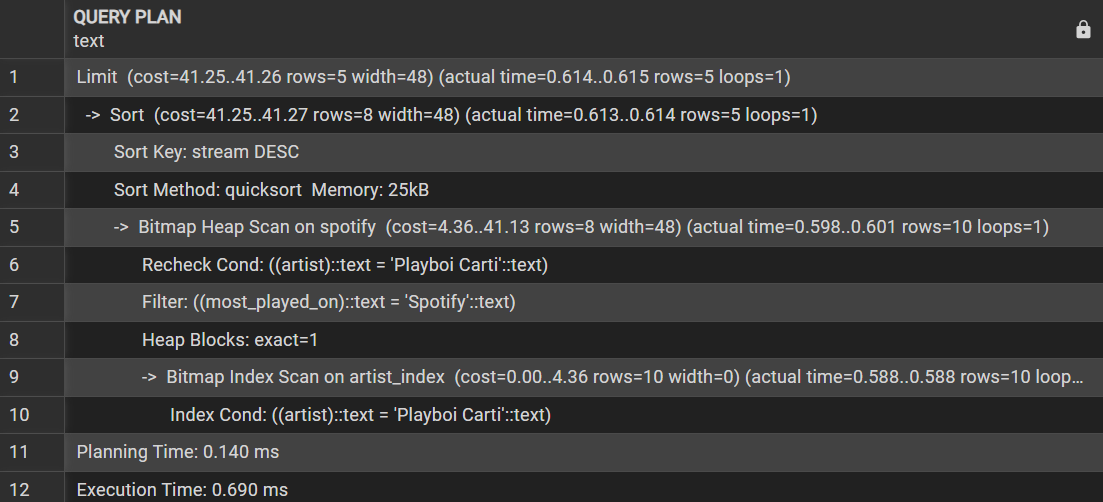 QUERY PLAN
text
1 Limit (cost=41.25..41.26 rows=5 width=48) (actual time=0.614..0.615 rows=5 loops=1)
2 -> Sort (cost=41.25..41.27 rows=8 width=48) (actual time=0.613..0.614 rows=5 loops=1)
3 Sort Key: stream DESC
4 Sort Method: quicksort Memory: 25kB
5 -> Bitmap Heap Scan on spotify (cost=4.36..41.13 rows=8 width=48) (actual time=0.598..0.601 rows=10 loops=1)
6 Recheck Cond: ((artist)::text = 'Playboi Carti'::text)
7 Filter: ((most_played_on)::text = 'Spotify'::text)
8 Heap Blocks: exact=1
9 -> Bitmap Index Scan on artist_index (cost=0.00..4.36 rows=10 width=0) (actual time=0.588..0.588 rows=10 loop...
10 Index Cond: ((artist)::text = 'Playboi Carti'::text)
11 Planning Time: 0.140 ms
12 Execution Time: 0.690 ms